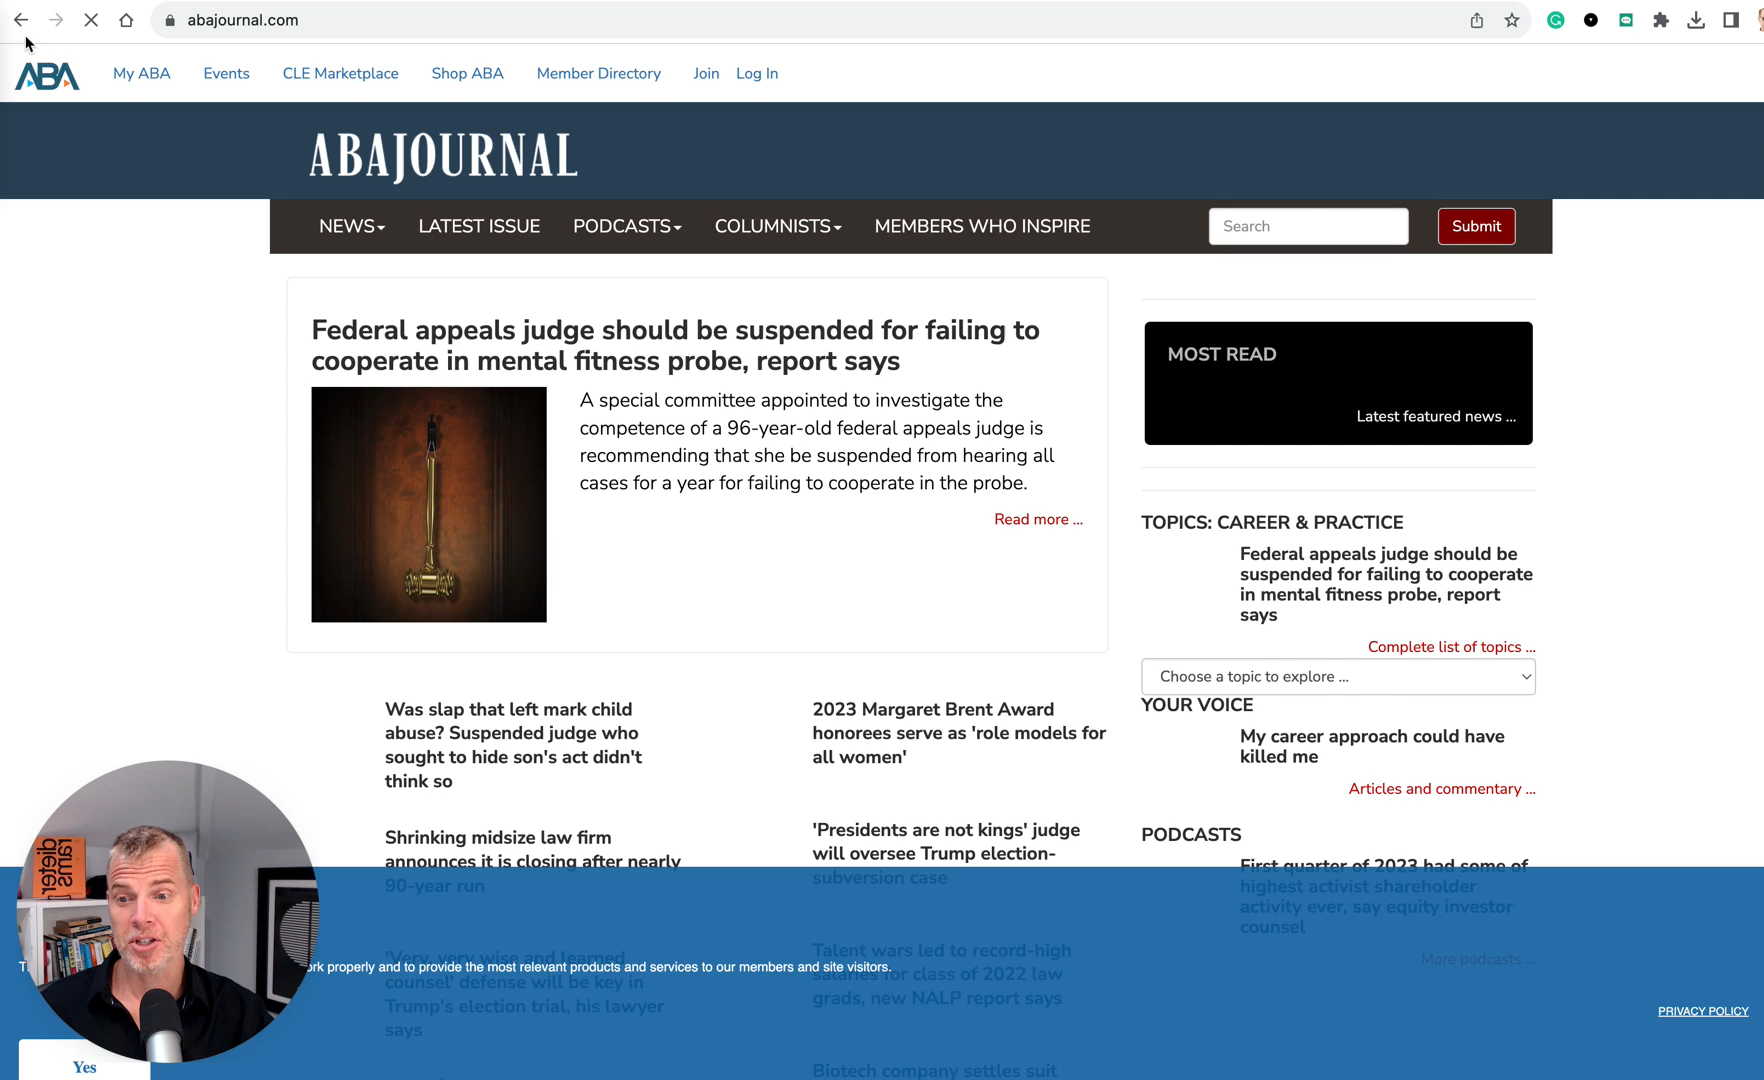 abajournal.com
ABA
My ABA
Events
CLE Marketplace
Shop ABA
Member Directory
Join
Log In
ABAJOURNAL
NEWS
LATEST ISSUE
PODCASTS
COLUMNISTS
MEMBERS WHO INSPIRE
Search
Submit
Federal appeals judge should be suspended for failing to
cooperate in mental fitness probe, report says
A special committee appointed to investigate the
competence of a 96-year-old federal appeals judge is
recommending that she be suspended from hearing all
cases for a year for failing to cooperate in the probe.
Read more ...
Was slap that left mark child
abuse? Suspended judge who
sought to hide son's act didn't
think so
Shrinking midsize law firm
announces it is closing after nearly
90-year run
'Very, very wise and learned
counsel' defense will be key in
Trump's election trial, his lawyer
says
2023 Margaret Brent Award
honorees serve as 'role models for
all women'
'Presidents are not kings' judge
will oversee Trump election-
subversion case
Talent wars led to record-high
salaries for class of 2022 law
grads, new NALP report says
Biotech company settles suit
MOST READ
Latest featured news ...
TOPICS: CAREER & PRACTICE
Federal appeals judge should be
suspended for failing to cooperate
in mental fitness probe, report
says
Complete list of topics ...
Choose a topic to explore ...
YOUR VOICE
My career approach could have
killed me
Articles and commentary ...
PODCASTS
First quarter of 2023 had some of
highest activist shareholder
activity ever, say equity investor
counsel
More podcasts ...
properly and to provide the most relevant products and services to our members and site visitors.
PRIVACY POLICY
Yes
dieter
rams